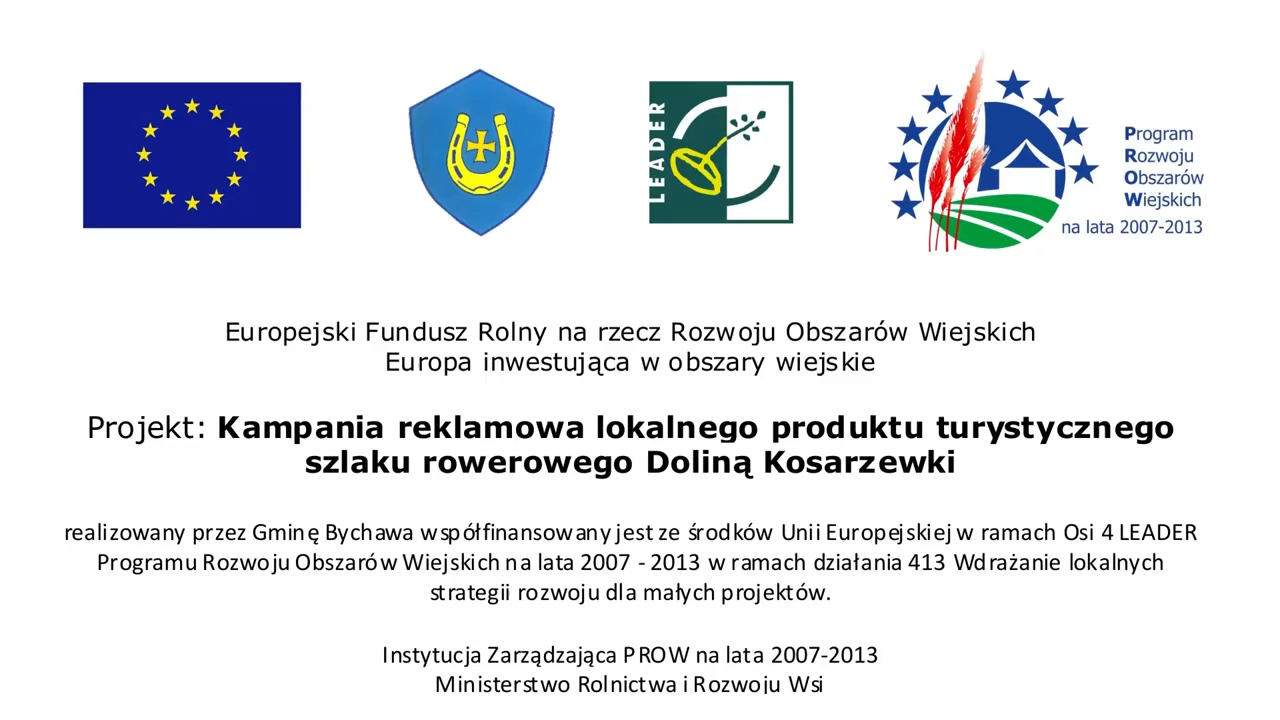 LEADER
Program
Rozwoju
Obszarów
Wiejskich
na lata 2007-2013
Europejski Fundusz Rolny na rzecz Rozwoju Obszarów Wiejskich
Europa inwestująca w obszary wiejskie
Projekt: Kampania reklamowa lokalnego produktu turystycznego
szlaku rowerowego Doliną Kosarzewki
realizowany przez Gminę Bychawa współfinansowany jest ze środków Unii Europejskiej w ramach Osi 4 LEADER
Programu Rozwoju Obszarów Wiejskich na lata 2007 - 2013 w ramach działania 413 Wdrażanie lokalnych
strategii rozwoju dla małych projektów.
Instytucja Zarządzająca PROW na lata 2007-2013
Ministerstwo Rolnictwa i Rozwoju Wsi